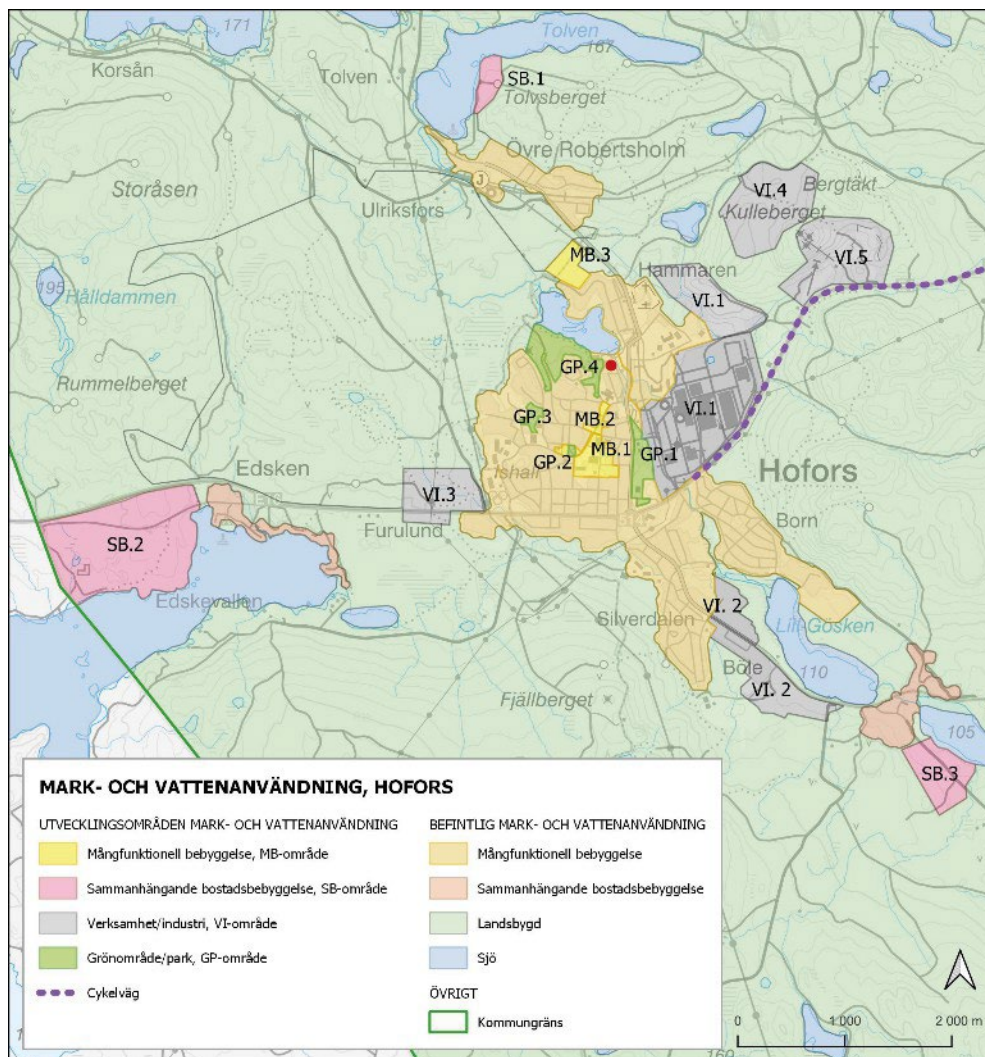 171
Tolven
167
Korsån
Tolven
SB.1
Tolvsberget
Övre Robertsholm
Storåsen
J
Ulriksfors
VI.4
Bergtäkt
Kulleberget
MB.3
VI.5
Hammaren
195
Hålldammen
VI.1
GP.4
Rummelberget
VI.1
GP.3
MB.2
MB.1
GP.1
GP.2
Ishall
Hofors
Edsken
VI.3
Furulund
Born
SB.2
Edskevallen
VI. 2
Silverdalen
Lill-Gösken
Böle
110
Fjällberget
VI. 2
105
SB.3
MARK- OCH VATTENANVÄNDNING, HOFORS
UTVECKLINGSOMRÅDEN MARK- OCH VATTENANVÄNDNING
Mångfunktionell bebyggelse, MB-område
Sammanhängande bostadsbebyggelse, SB-område
Verksamhet/industri, VI-område
Grönområde/park, GP-område
Cykelväg
BEFINTLIG MARK- OCH VATTENANVÄNDNING
Mångfunktionell bebyggelse
Sammanhängande bostadsbebyggelse
Landsbygd
Sjö
ÖVRIGT
Kommungräns
0 1 000 2 000 m
160